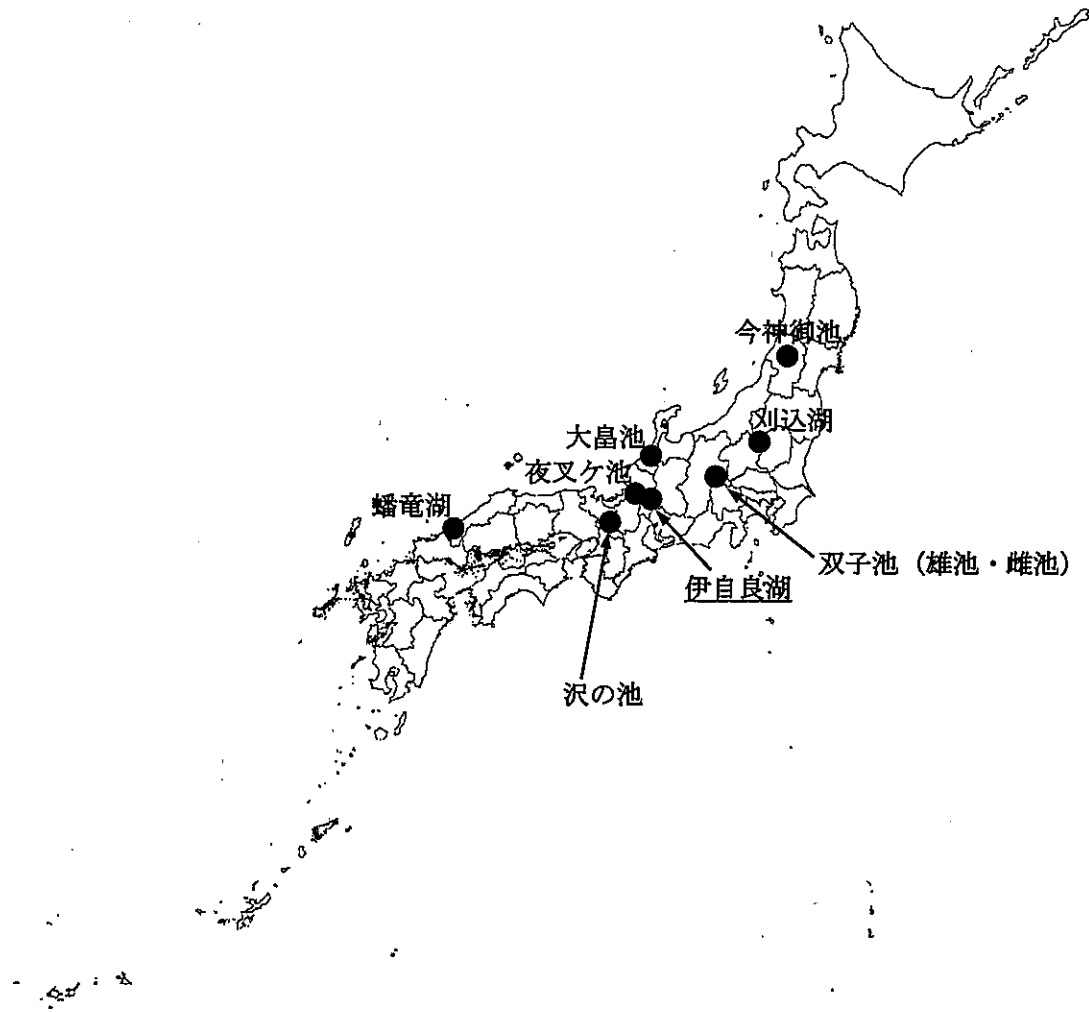 今神御池
刈込湖
大畠池
夜叉ケ池
蟠竜湖
双子池（雄池・雌池）
伊自良湖
沢の池